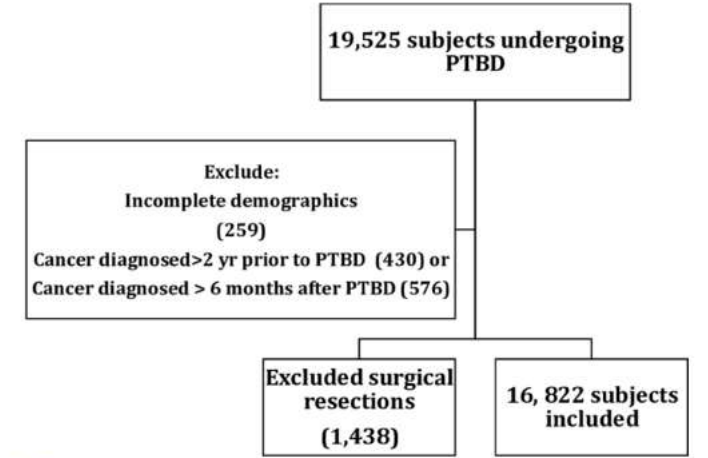 19,525 subjects undergoing
PTBD
Exclude:
Incomplete demographics
(259)
Cancer diagnosed>2 yr prior to PTBD (430) or
Cancer diagnosed > 6 months after PTBD (576)
Excluded surgical
resections
(1,438)
16, 822 subjects
included